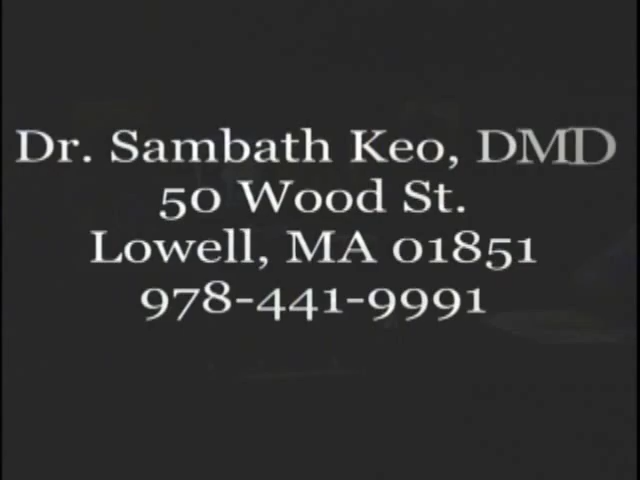 Dr. Sambath Keo, DMD
50 Wood St.
Lowell, MA 01851
978-441-9991